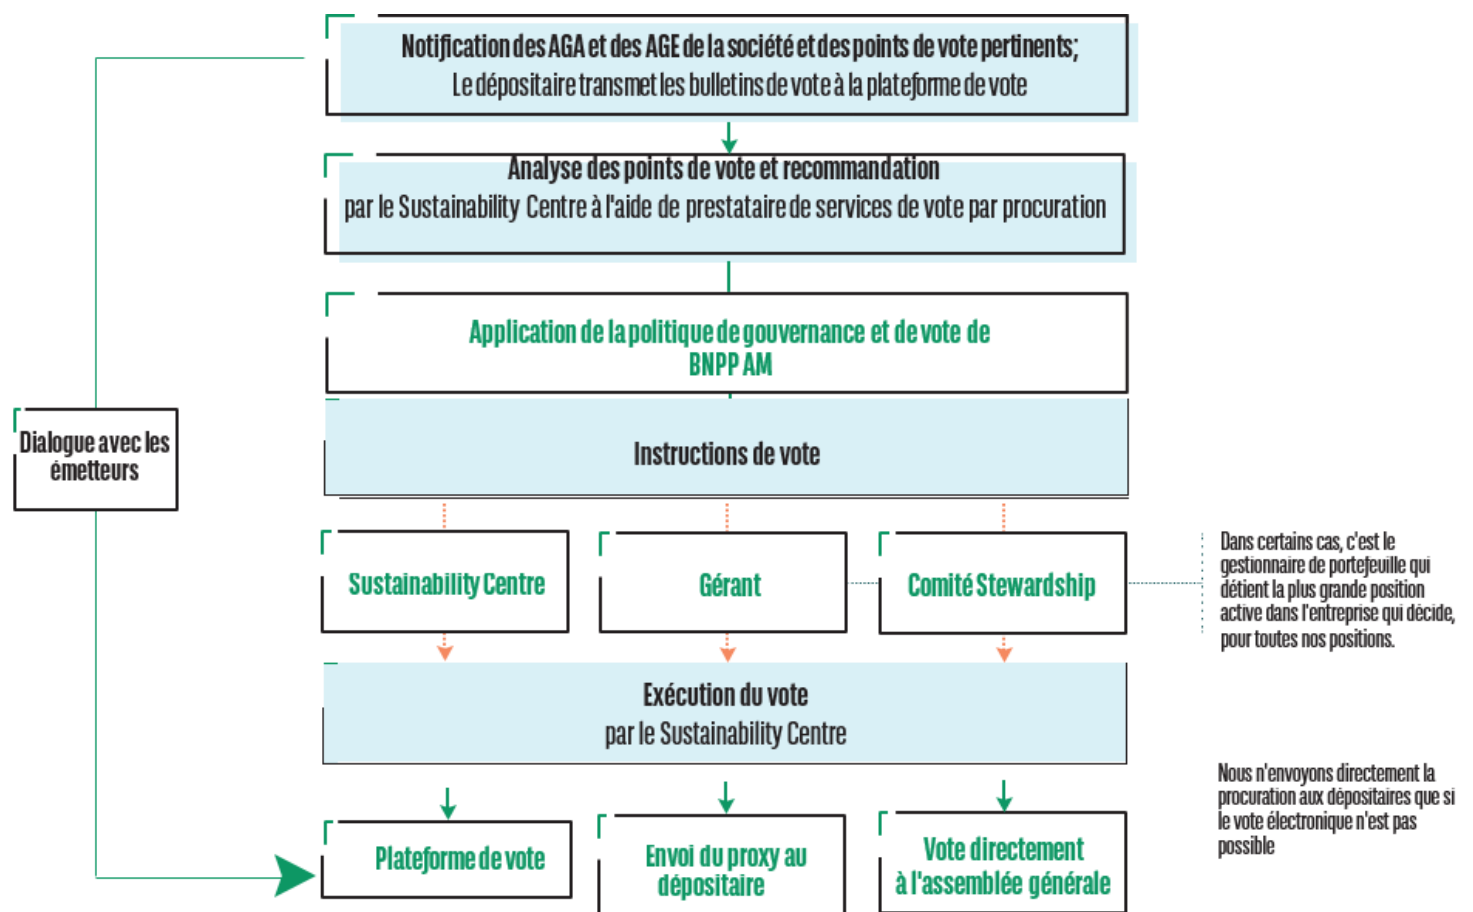 Notification des AGA et des AGE de la société et des points de vote pertinents;
Le dépositaire transmet les bulletins de vote à la plateforme de vote
Analyse des points de vote et recommandation
par le Sustainability Centre à l'aide de prestataire de services de vote par procuration
Application de la politique de gouvernance et de vote de
BNPP AM
Dialogue avec les
émetteurs
Instructions de vote
Sustainability Centre
Gérant
Comité Stewardship
Dans certains cas, c'est le
gestionnaire de portefeuille qui
détient la plus grande position
active dans l'entreprise qui décide,
pour toutes nos positions.
Exécution du vote
par le Sustainability Centre
Nous n'envoyons directement la
procuration aux dépositaires que si
le vote électronique n'est pas
possible
Plateforme de vote
Envoi du proxy au
dépositaire
Vote directement
à l'assemblée générale